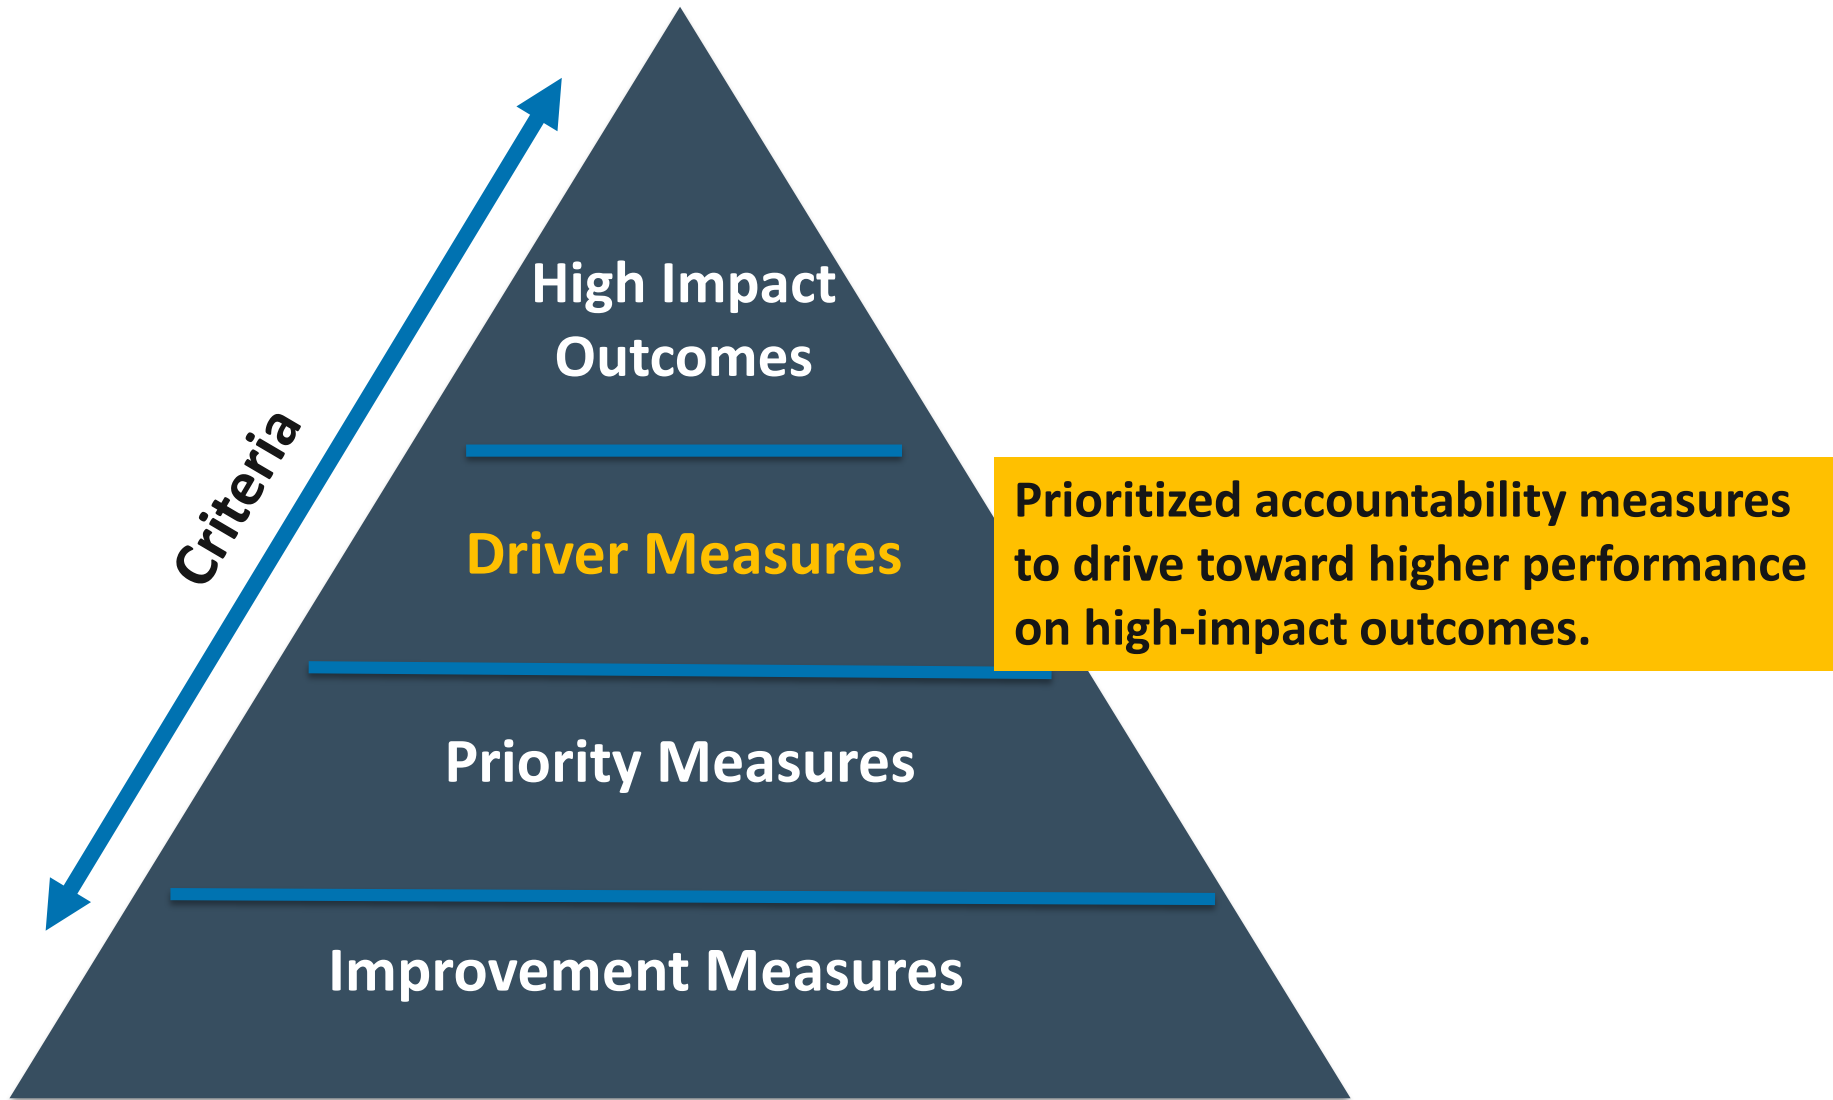 High Impact
Outcomes
Criteria
Driver Measures
Prioritized accountability measures
to drive toward higher performance
on high-impact outcomes.
Priority Measures
Improvement Measures